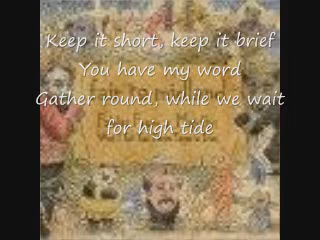 Keep it short, keep it brief
You have my word
Gather round, while we wait
for high tide